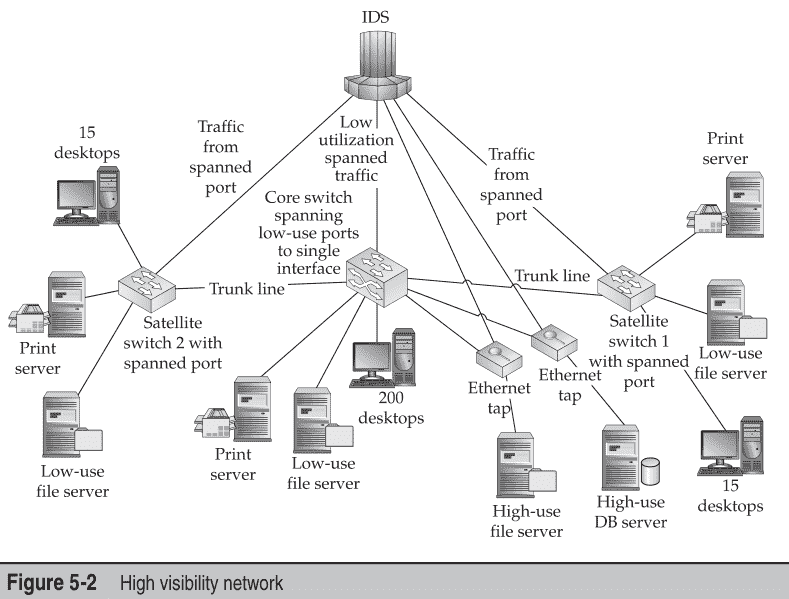 IDS
15
desktops
Traffic
from
spanned
port
Low
utilization
spanned
traffic
Traffic
from
spanned
port
Print
server
Core switch
spanning
low-use ports
to single
interface
Trunk line
Trunk line
Satellite
switch 2 with
spanned port
Satellite
switch 1
with spanned
port
Print
server
Low-use
file server
200
desktops
Ethernet
tap
Ethernet
tap
Low-use
file server
Print
server
Low-use
file server
High-use
file server
High-use
DB server
15
desktops
Figure 5-2 High visibility network